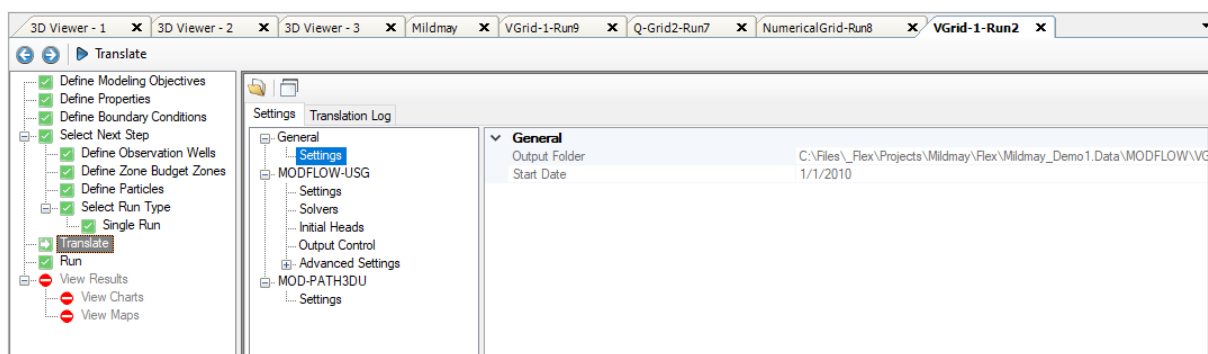 3D Viewer - 1 3D Viewer - 2 3D Viewer - 3 Mildmay VGrid-1-Run9 Q-Grid2-Run7 NumericalGrid-Run8 VGrid-1-Run2
Translate
Define Modeling Objectives
Define Properties
Define Boundary Conditions
Select Next Step
Define Observation Wells
Define Zone Budget Zones
Define Particles
Select Run Type
Single Run
Translate
Run
View Results
View Charts
View Maps
Settings Translation Log
General
Settings
MODFLOW-USG
Settings
Solvers
Initial Heads
Output Control
Advanced Settings
MOD-PATH3DU
Settings
General
Output Folder C:\Files\_Flex\Projects\Mildmay\Flex\Mildmay_Demo1.Data\MODFLOW\VG
Start Date 1/1/2010